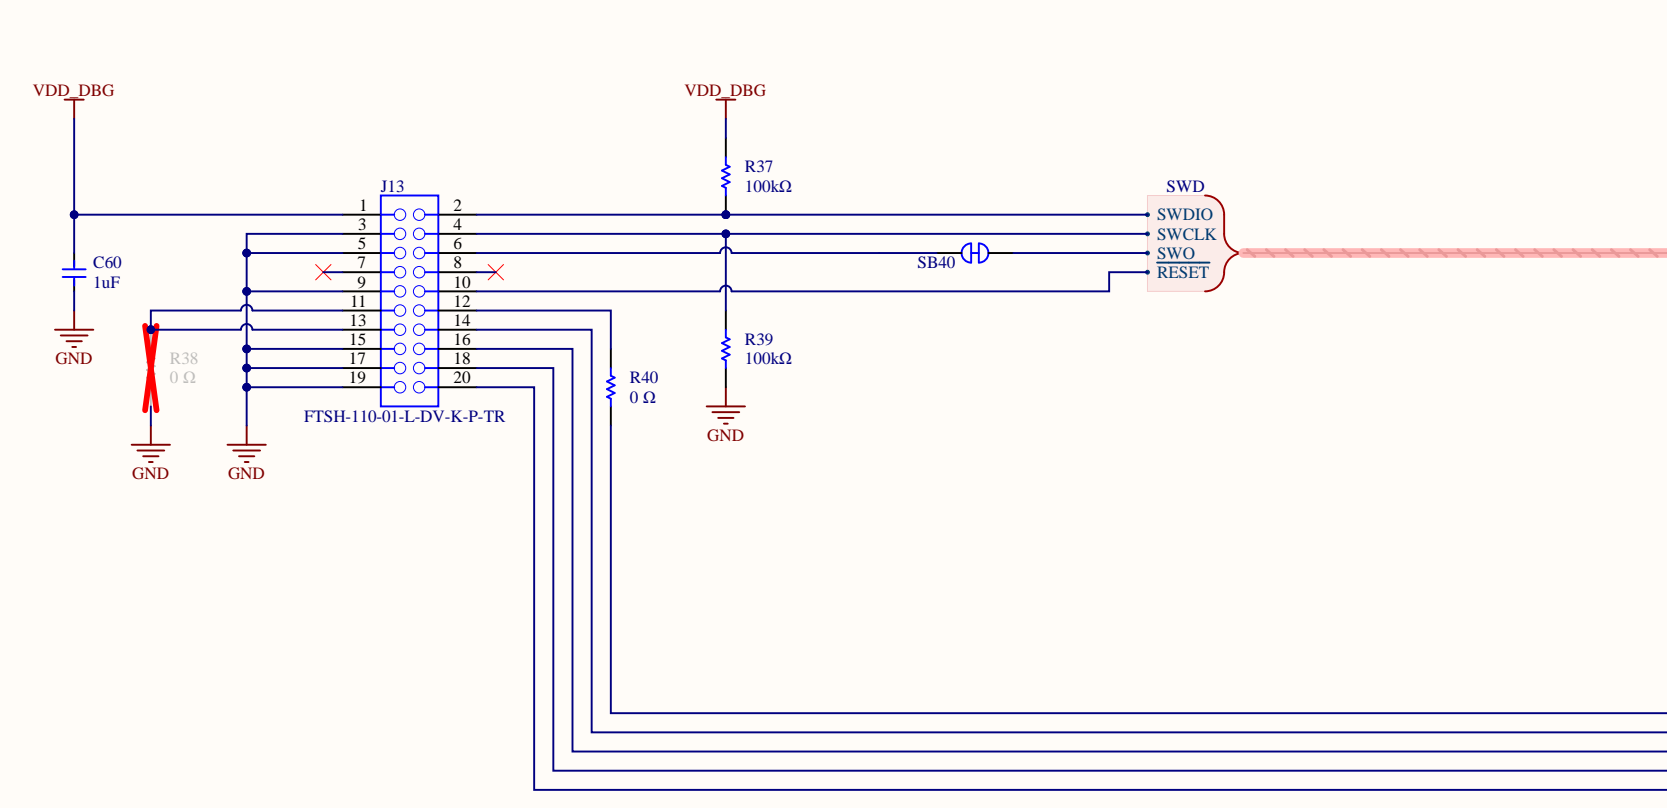 VDD_DBG
VDD_DBG
R37
100kΩ
J13
SWD
1
2
SWDIO
3
4
SWCLK
5
6
SWO
SB40
7
8
RESET
9
10
C60
1uF
11
12
13
14
15
16
17
18
19
20
GND
R38
0 Ω
R39
100kΩ
R40
0 Ω
FTSH-110-01-L-DV-K-P-TR
GND
GND
GND